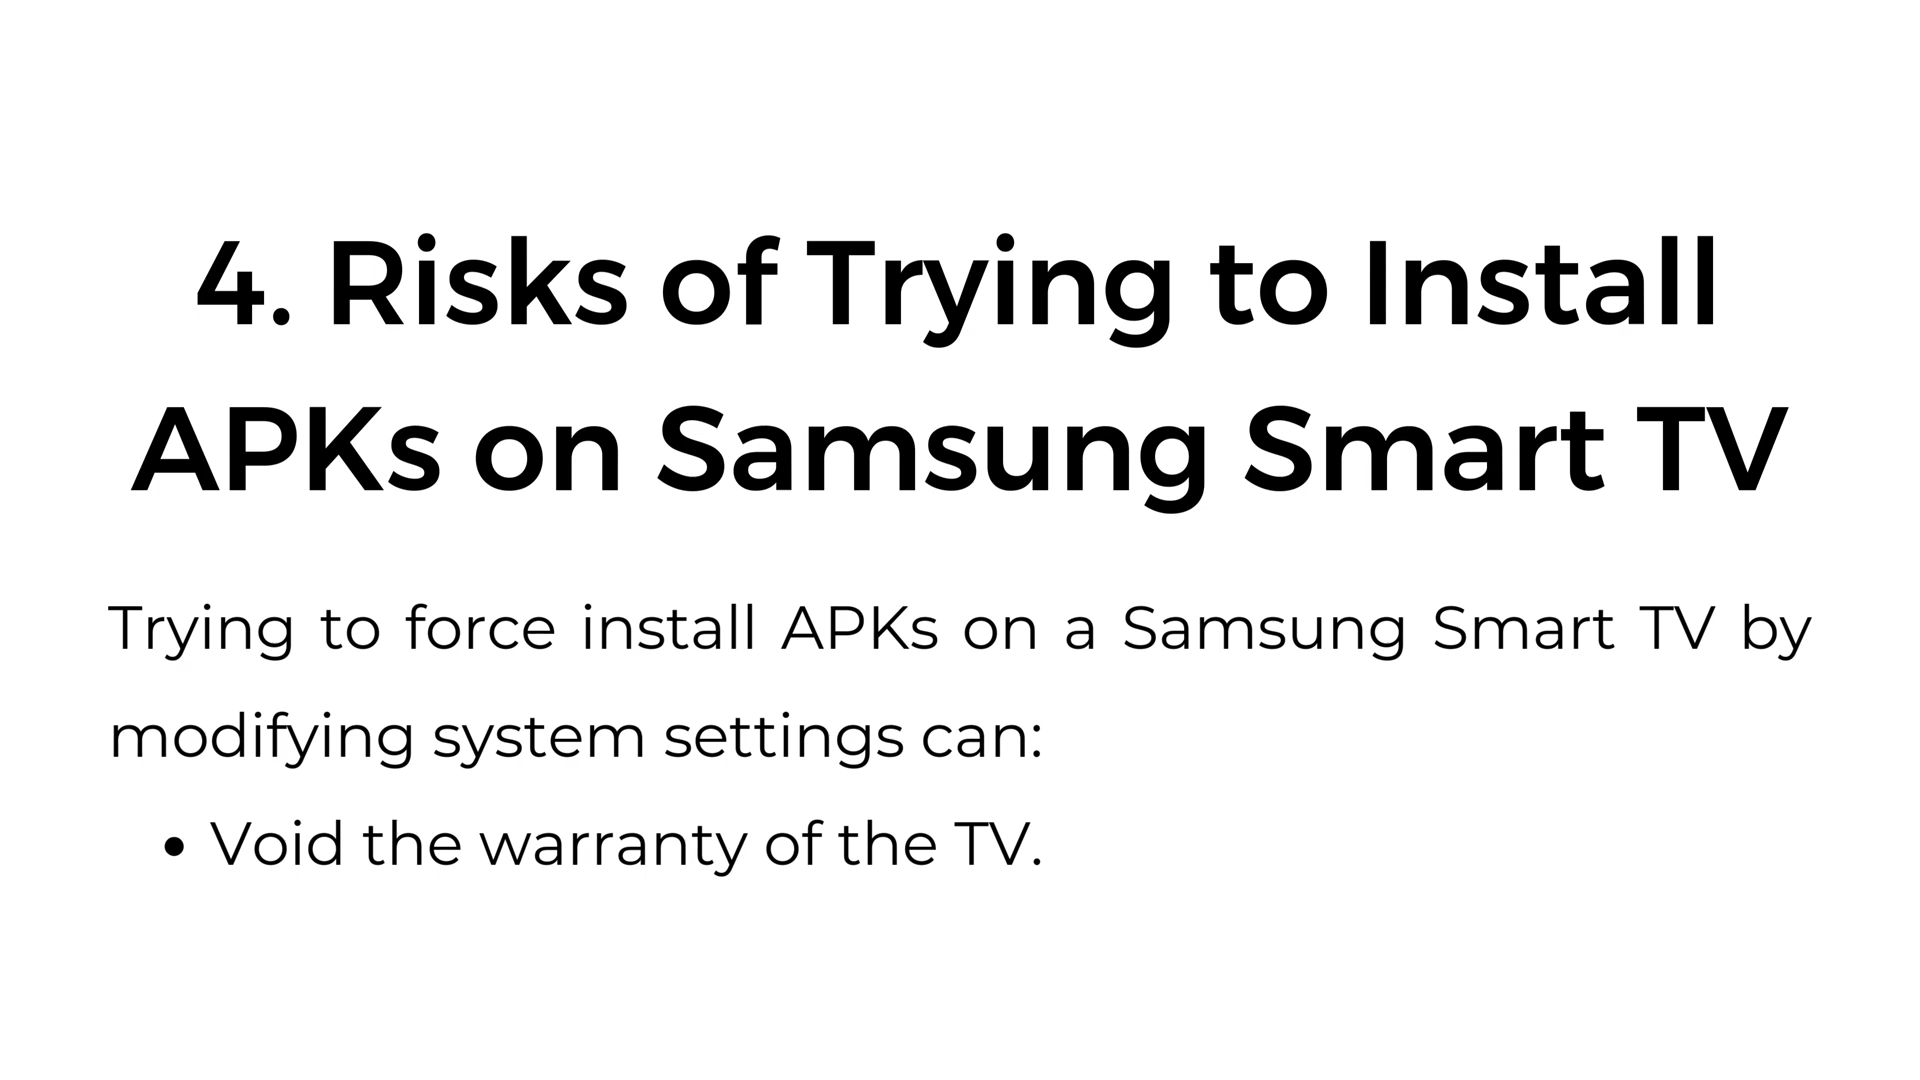 4. Risks of Trying to Install
APKs on Samsung Smart TV
Trying to force install APKs on a Samsung Smart TV by
modifying system settings can:
• Void the warranty of the TV.